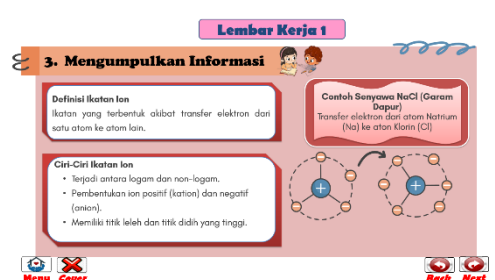 Lembar Kerja 1
3. Mengumpulkan Informasi
Definisi Ikatan Ion
Ikatan yang terbentuk akibat transfer elektron dari
satu atom ke atom lain.
Contoh Senyawa NaCl (Garam
Dapur)
Transfer elektron dari atom Natrium
(Na) ke atom Klorin (Cl)
Ciri-Ciri Ikatan Ion
• Terjadi antara logam dan non-logam.
• Pembentukan ion positif (kation) dan negatif
(anion).
• Memiliki titik leleh dan titik didih yang tinggi.
Menu
Cover
Back
Next